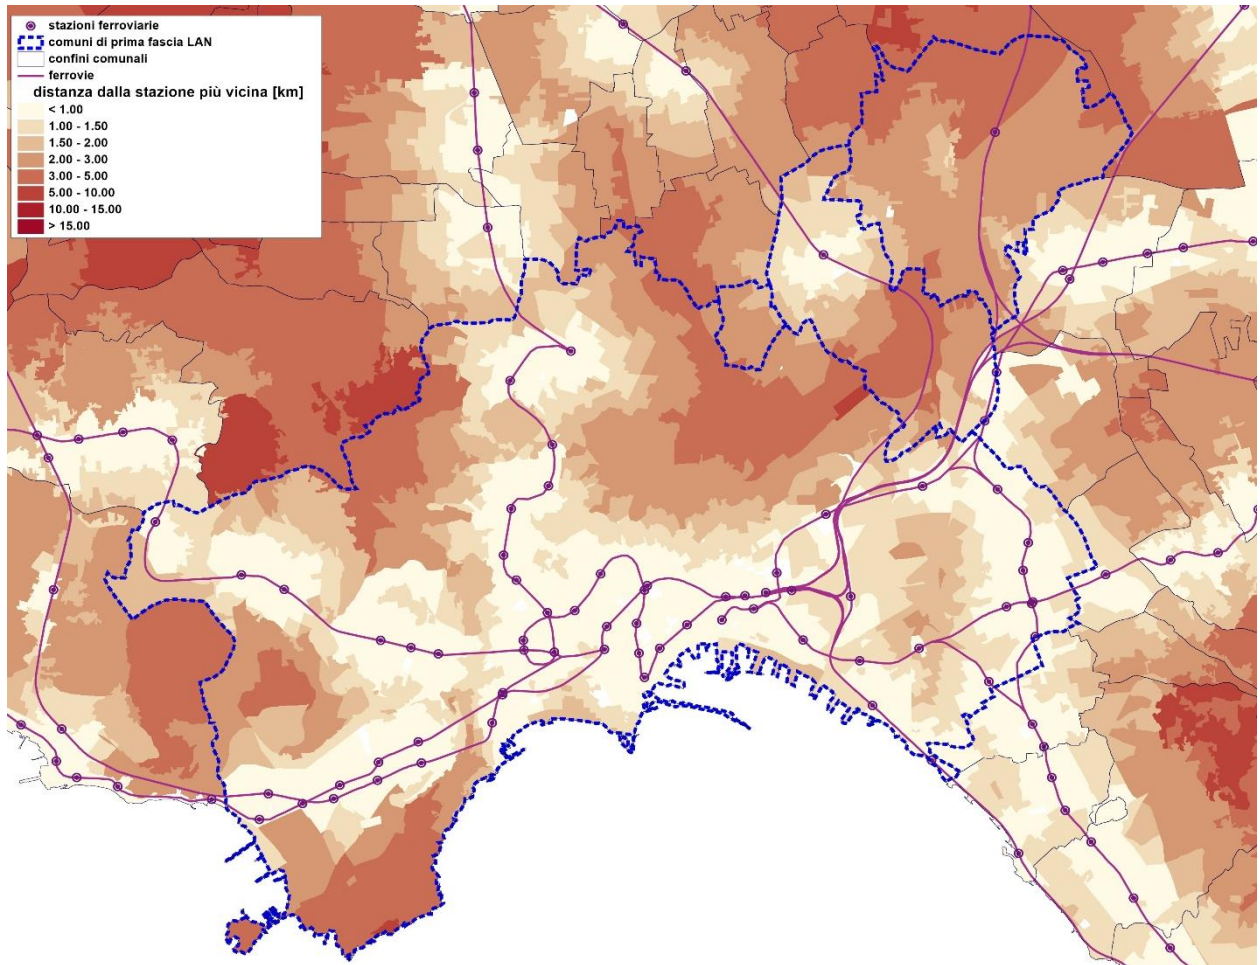 stazioni ferroviarie
comuni di prima fascia LAN
confini comunali
ferrovie
distanza dalla stazione più vicina [km]
< 1.00
1.00 - 1.50
1.50 - 2.00
2.00 - 3.00
3.00 - 5.00
5.00 - 10.00
10.00 - 15.00
> 15.00